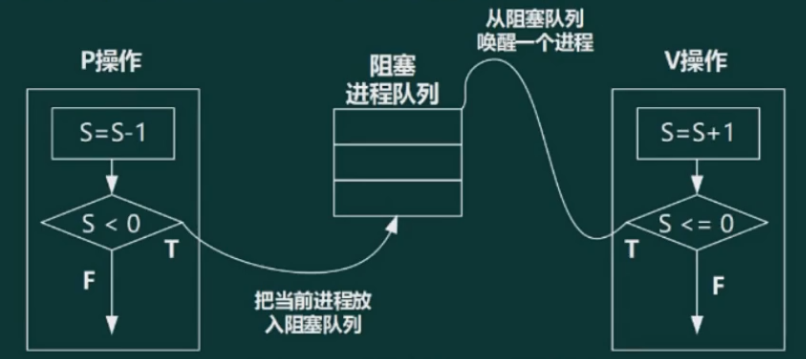 从阻塞队列
唤醒一个进程
P操作
阻塞
进程队列
V操作
S=S-1
S=S+1
S < 0
S <= 0
T
T
F
F
把当前进程放
入阻塞队列